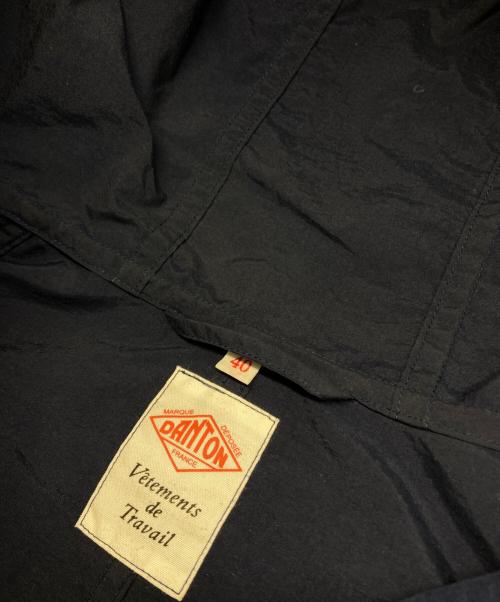 40
MARQUE DÉPOSÉE
DANTON
FRANCE
Vêtements
de
Travail